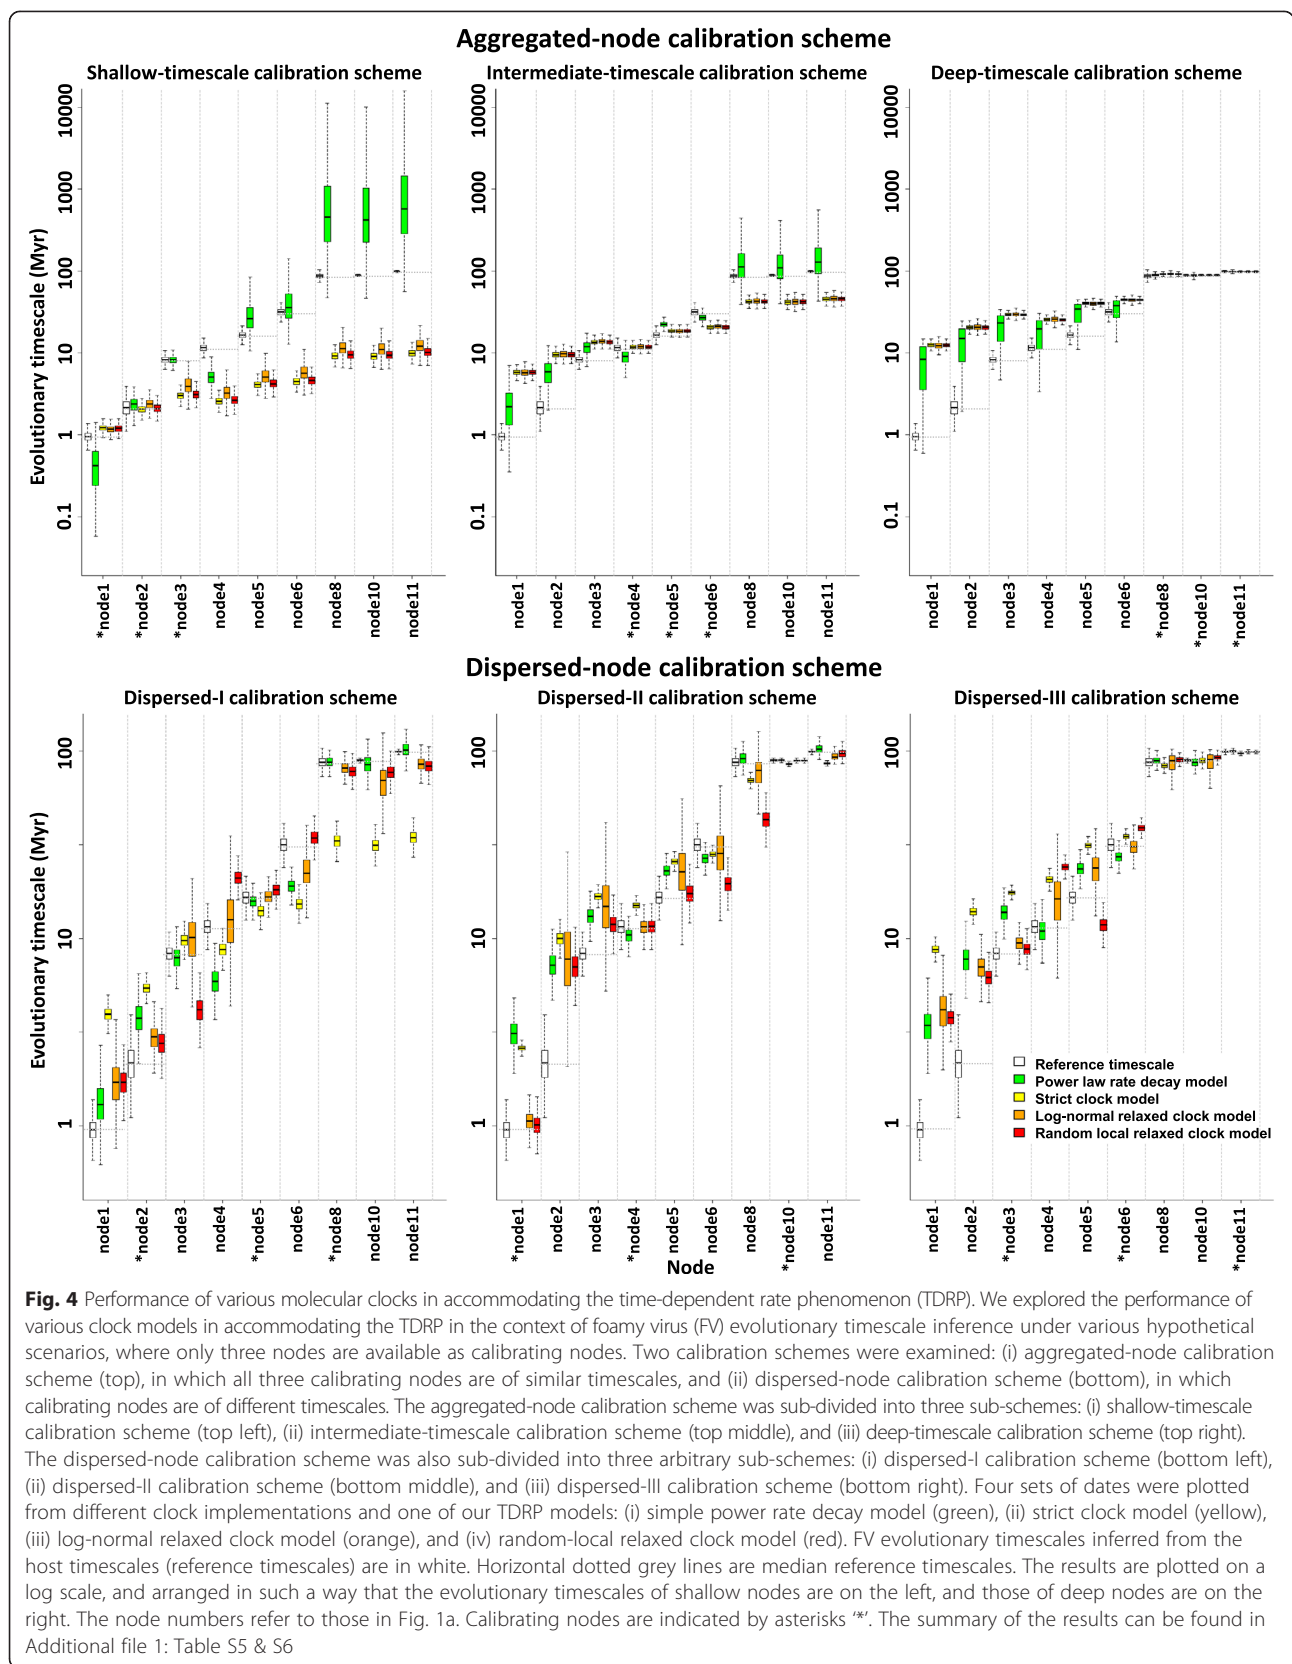 Aggregated-node calibration scheme
Shallow-timescale calibration scheme
Intermediate-timescale calibration scheme
Deep-timescale calibration scheme
Evolutionary timescale (Myr)
10000
1000
100
10
1
0.1
10000
1000
100
10
1
0.1
10000
1000
100
10
1
0.1
*node1
*node2
*node3
node4
node5
node6
node8
node10
node11
node1
node2
node3
*node4
*node5
*node6
node8
node10
node11
node1
node2
node3
node4
node5
node6
*node8
*node10
*node11
Dispersed-node calibration scheme
Dispersed-I calibration scheme
Dispersed-II calibration scheme
Dispersed-III calibration scheme
Evolutionary timescale (Myr)
100
10
1
100
10
1
100
10
1
Reference timescale
Power law rate decay model
Strict clock model
Log-normal relaxed clock model
Random local relaxed clock model
node1
*node2
node3
node4
*node5
node6
*node8
node10
node11
*node1
node2
node3
*node4
node5
node6
node8
*node10
node11
node1
node2
*node3
node4
node5
*node6
node8
node10
*node11
Node
Fig. 4 Performance of various molecular clocks in accommodating the time-dependent rate phenomenon (TDRP). We explored the performance of
various clock models in accommodating the TDRP in the context of foamy virus (FV) evolutionary timescale inference under various hypothetical
scenarios, where only three nodes are available as calibrating nodes. Two calibration schemes were examined: (i) aggregated-node calibration
scheme (top), in which all three calibrating nodes are of similar timescales, and (ii) dispersed-node calibration scheme (bottom), in which
calibrating nodes are of different timescales. The aggregated-node calibration scheme was sub-divided into three sub-schemes: (i) shallow-timescale
calibration scheme (top left), (ii) intermediate-timescale calibration scheme (top middle), and (iii) deep-timescale calibration scheme (top right).
The dispersed-node calibration scheme was also sub-divided into three arbitrary sub-schemes: (i) dispersed-I calibration scheme (bottom left),
(ii) dispersed-II calibration scheme (bottom middle), and (iii) dispersed-III calibration scheme (bottom right). Four sets of dates were plotted
from different clock implementations and one of our TDRP models: (i) simple power rate decay model (green), (ii) strict clock model (yellow),
(iii) log-normal relaxed clock model (orange), and (iv) random-local relaxed clock model (red). FV evolutionary timescales inferred from the
host timescales (reference timescales) are in white. Horizontal dotted grey lines are median reference timescales. The results are plotted on a
log scale, and arranged in such a way that the evolutionary timescales of shallow nodes are on the left, and those of deep nodes are on the
right. The node numbers refer to those in Fig. 1a. Calibrating nodes are indicated by asterisks ‘*’. The summary of the results can be found in
Additional file 1: Table S5 & S6